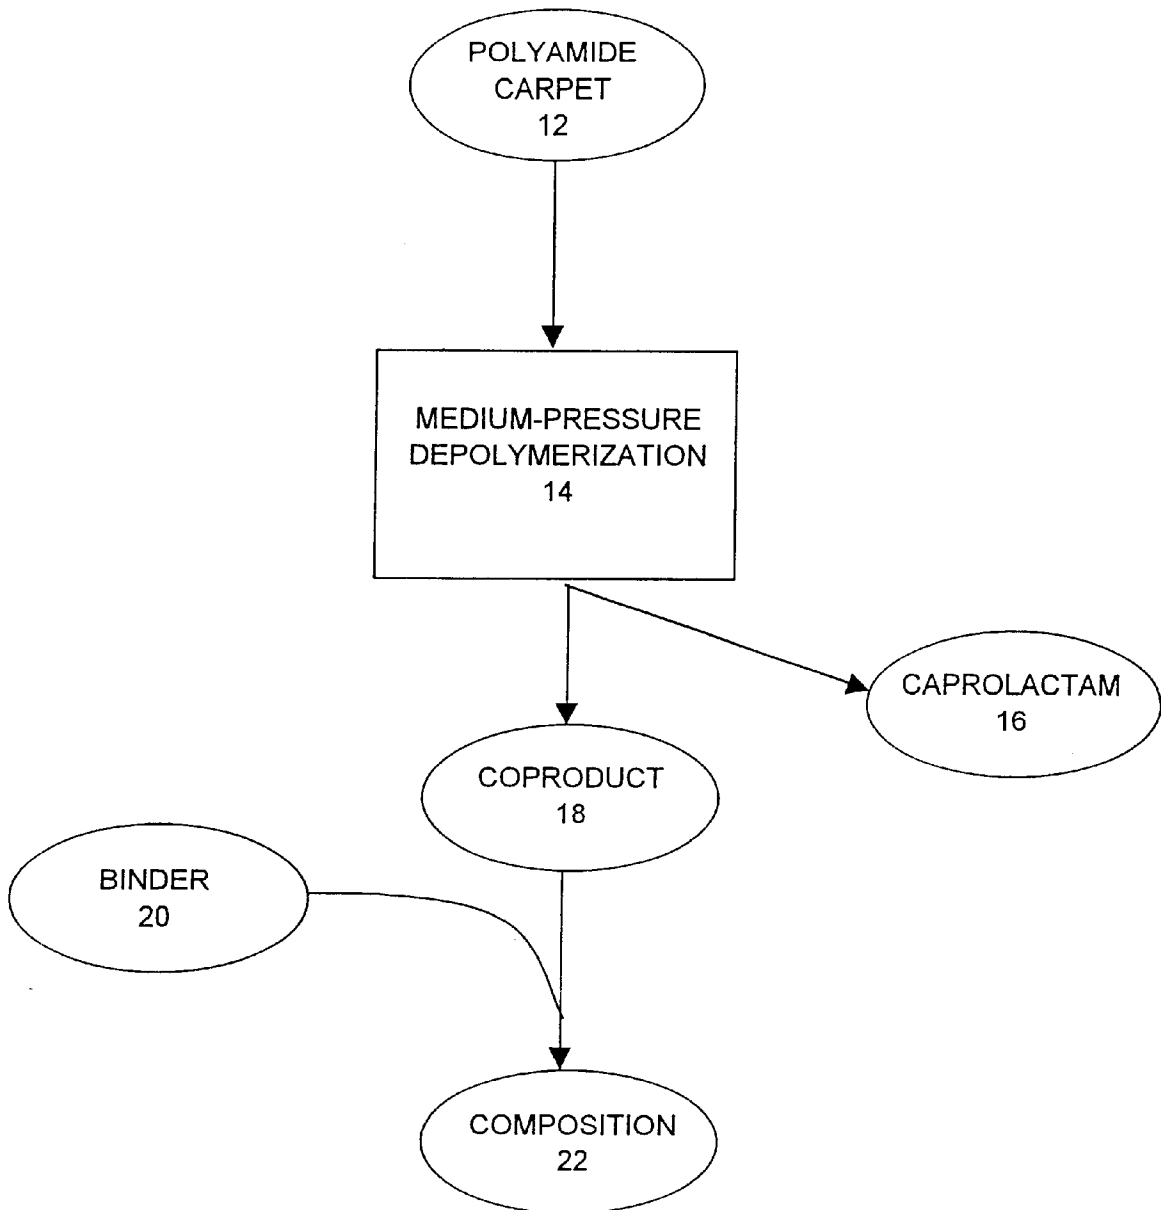 POLYAMIDE
CARPET
12
MEDIUM-PRESSURE
DEPOLYMERIZATION
14
CAPROLACTAM
16
COPRODUCT
18
BINDER
20
COMPOSITION
22